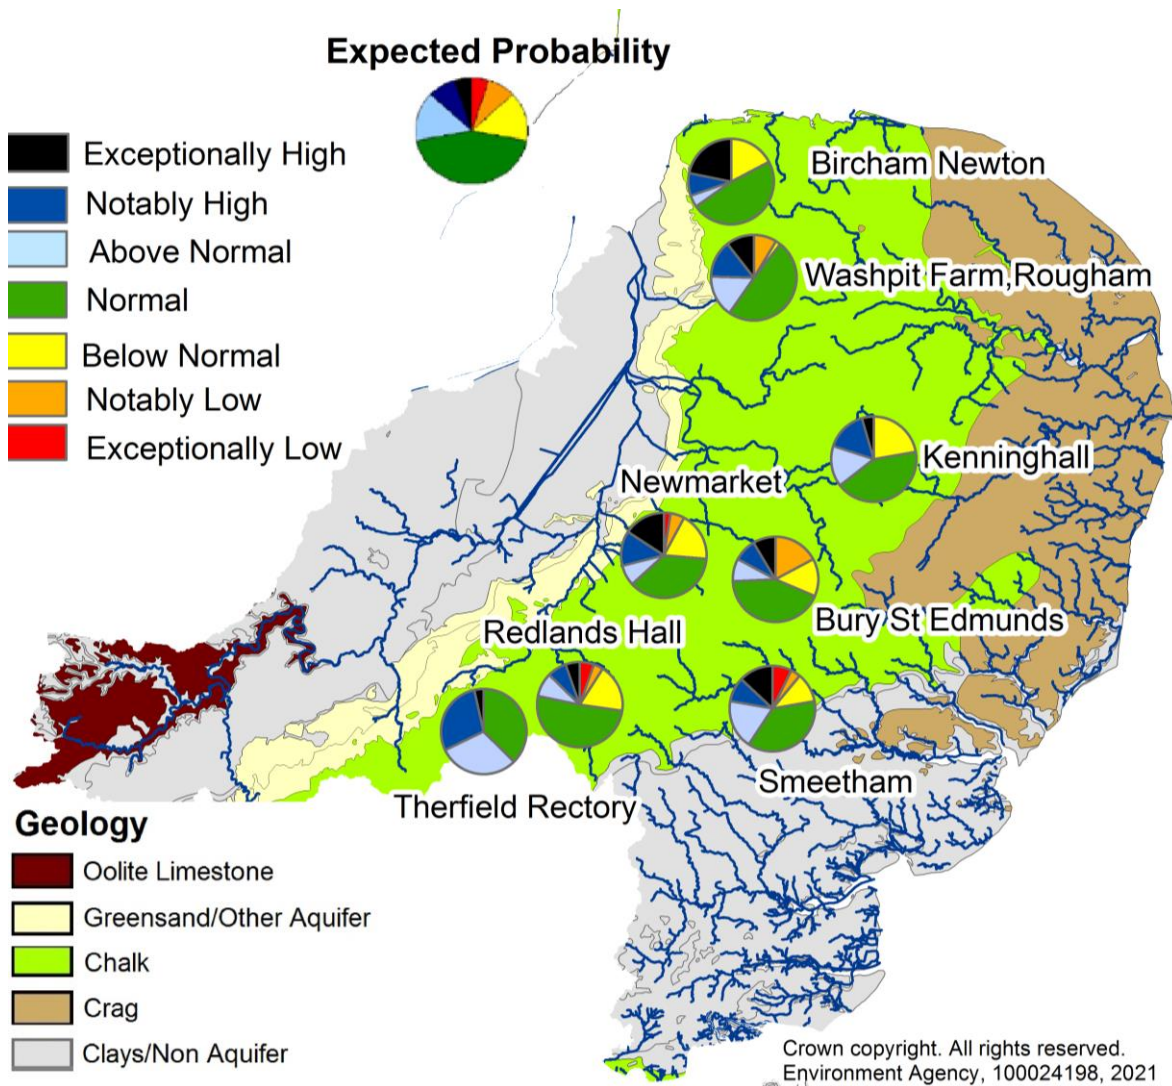 Expected Probability
Exceptionally High
Notably High
Above Normal
Normal
Below Normal
Notably Low
Exceptionally Low
Bircham Newton
Washpit Farm,Rougham
Kenninghall
Newmarket
Bury St Edmunds
Redlands Hall
Smeetham
Therfield Rectory
Geology
Oolite Limestone
Greensand/Other Aquifer
Chalk
Crag
Clays/Non Aquifer
Crown copyright. All rights reserved.
Environment Agency, 100024198, 2021